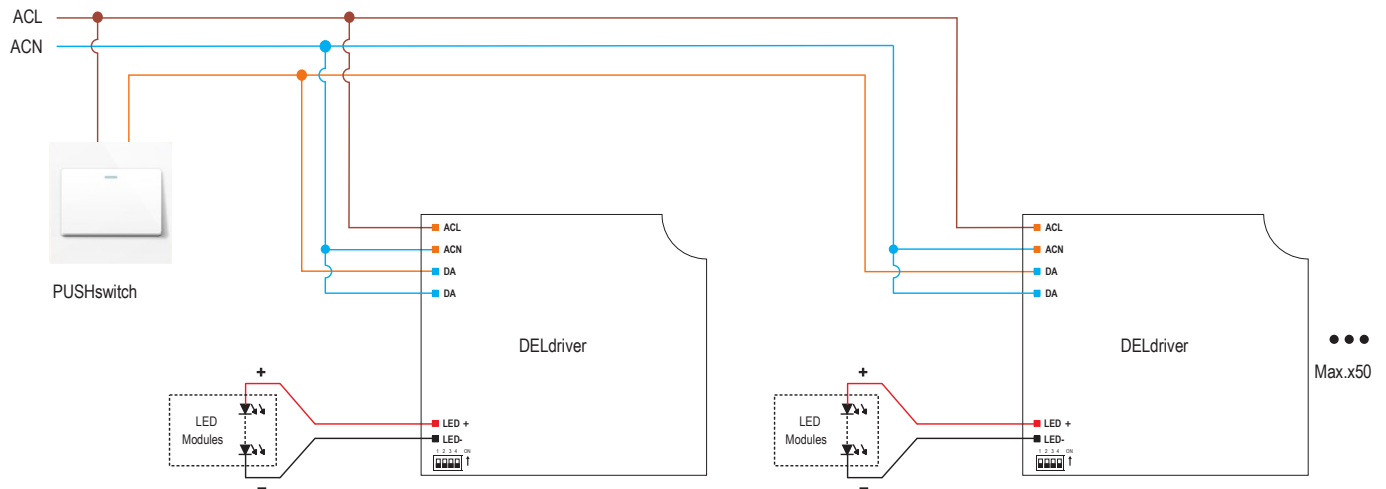 ACL
ACN
PUSHswitch
ACL
ACN
DA
DA
DELdriver
+
LED
Modules
–
LED +
LED-
1 2 3 4 ON
ACL
ACN
DA
DA
DELdriver
Max.x50
+
LED
Modules
–
LED +
LED-
1 2 3 4 ON